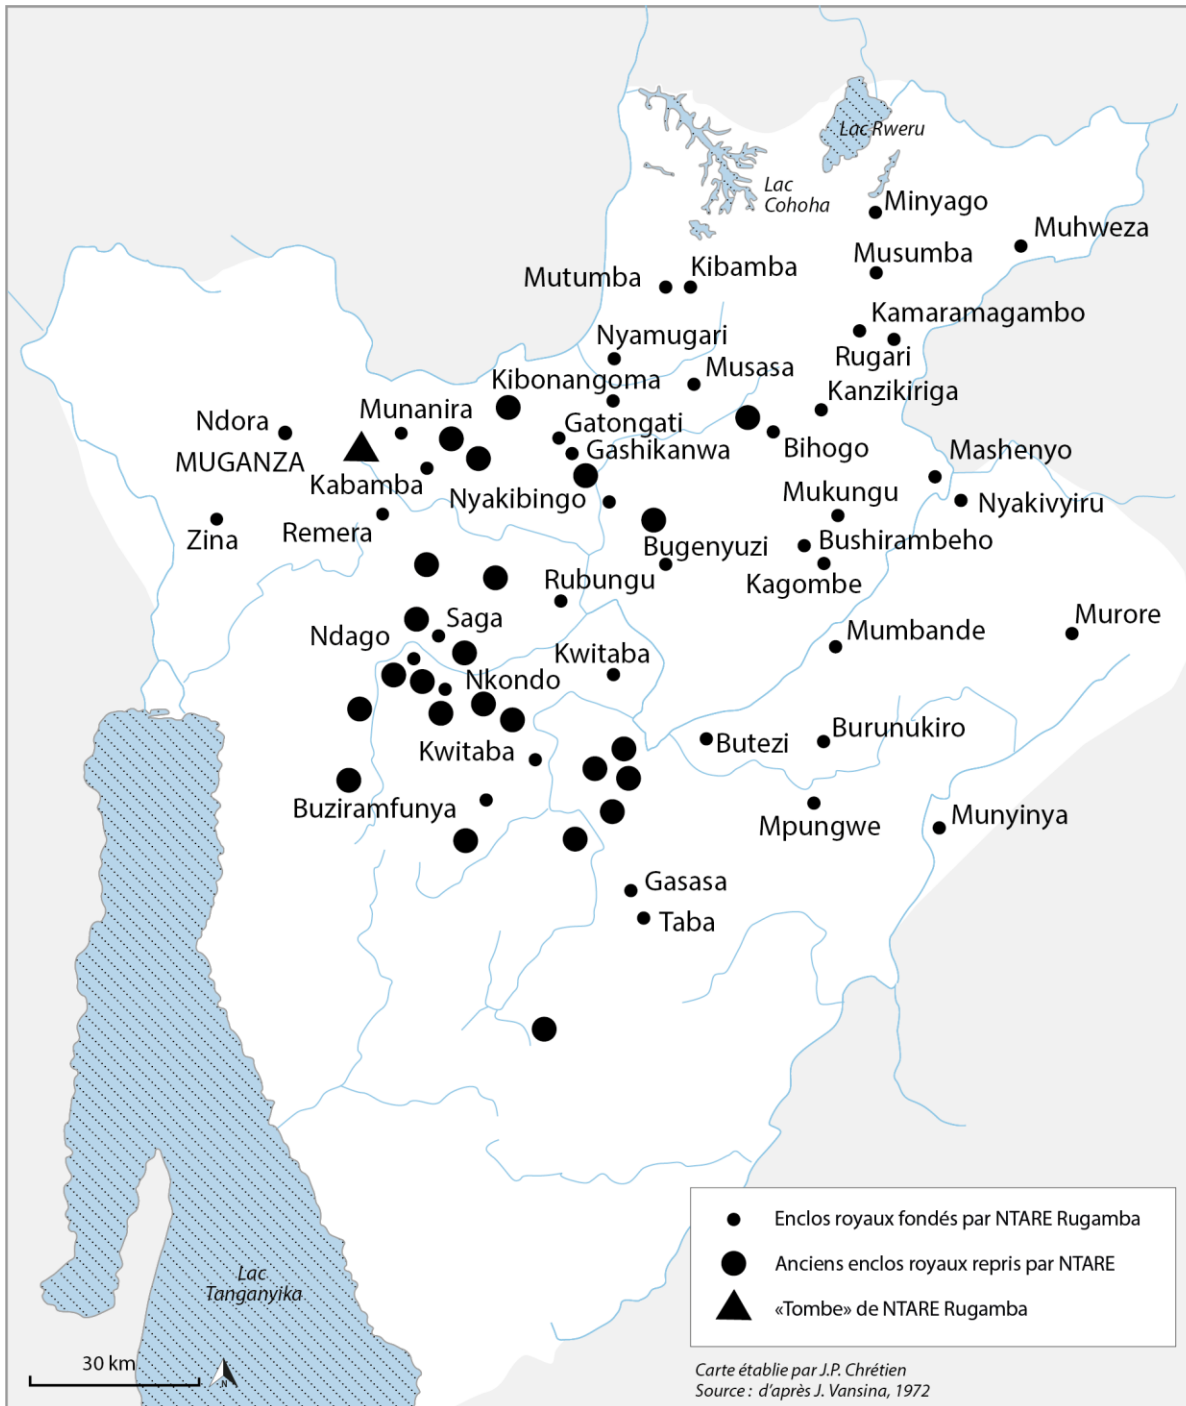 Lac Rweru
Lac
Cohoha
Minyago
Muhweza
Musumba
Mutumba
Kibamba
Kamaramagambo
Nyamugari
Rugari
Musasa
Kibonangoma
Kanzikiriga
Ndora
Munanira
Gatongati
Bihogo
Gashikanwa
MUGANZA
Mashenyo
Kabamba
Nyakibingo
Mukungu
Nyakivyiru
Remera
Zina
Bugenyuzi
Bushirambeho
Rubungu
Kagombe
Saga
Murore
Ndago
Mumbande
Kwitaba
Nkondo
Burunukiro
Butezi
Kwitaba
Buziramfunya
Mpungwe
Munyinya
Gasasa
Taba
Lac
Tanganyika
Enclos royaux fondés par NTARE Rugamba
Anciens enclos royaux repris par NTARE
«Tombe» de NTARE Rugamba
30 km
N
Carte établie par J.P. Chrétien
Source : d'après J. Vansina, 1972